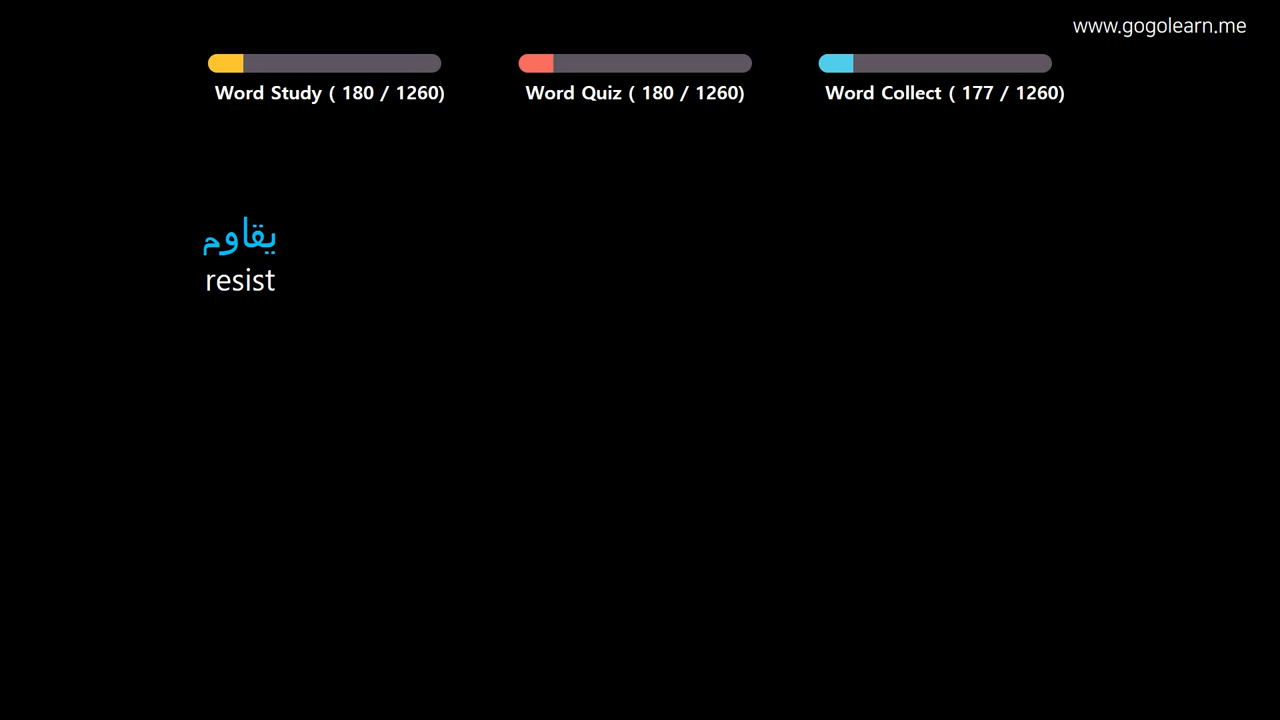 www.gogolearn.me
Word Study ( 180 / 1260)
Word Quiz ( 180 / 1260)
Word Collect ( 177 / 1260)
يقاوم
resist